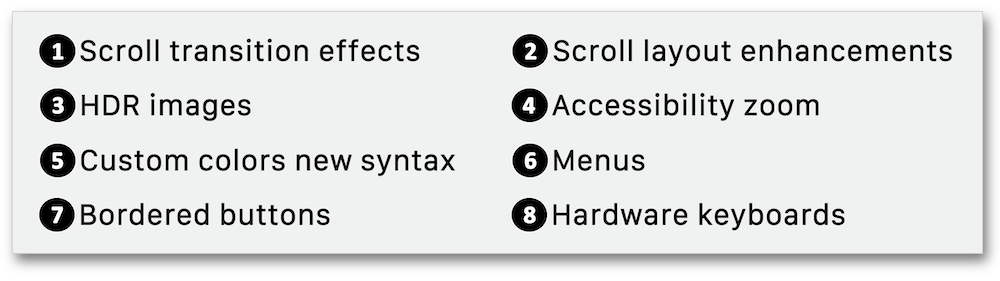 1 Scroll transition effects
2 Scroll layout enhancements
3 HDR images
4 Accessibility zoom
5 Custom colors new syntax
6 Menus
7 Bordered buttons
8 Hardware keyboards